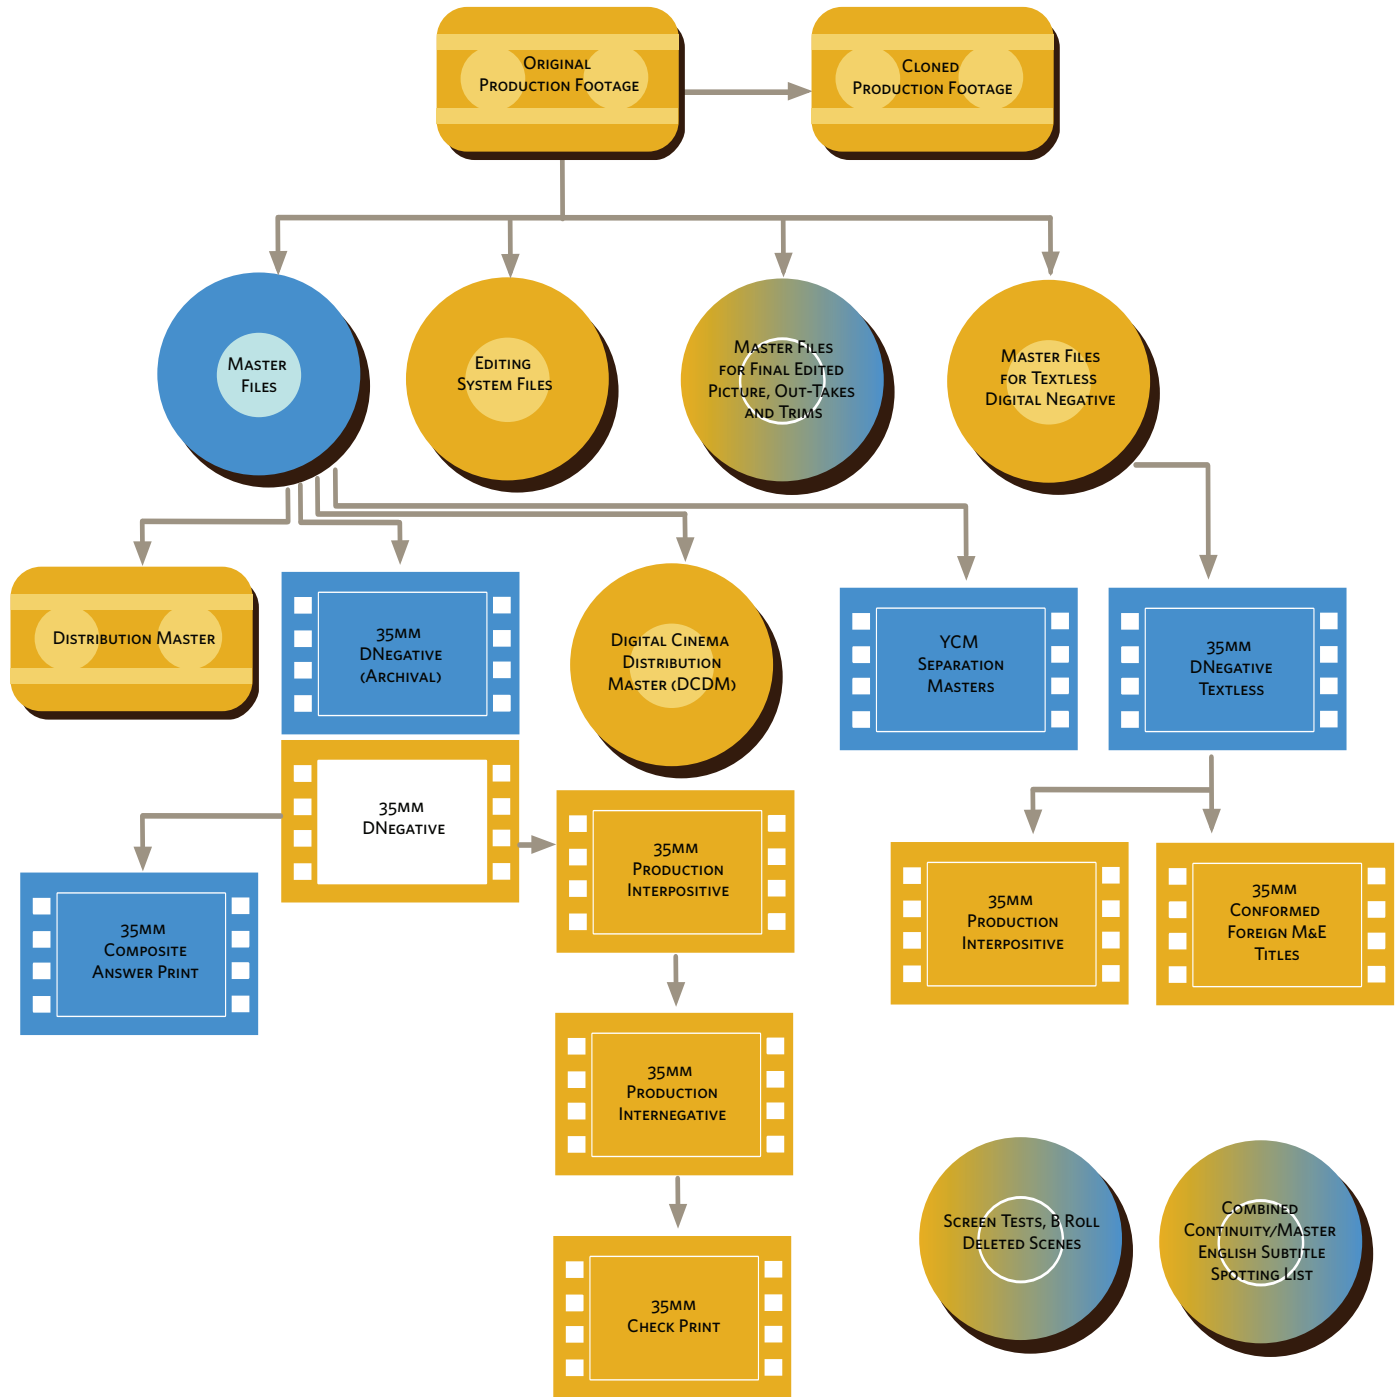 Original
Production Footage
Cloned
Production Footage
Master
Files
Editing
System Files
Master Files
for Final Edited
Picture, Out-Takes
and Trims
Master Files
for Textless
Digital Negative
Distribution Master
35mm
DNegative
(Archival)
Digital Cinema
Distribution
Master (DCDM)
YCM
Separation
Masters
35mm
DNegative
Textless
35mm
DNegative
35mm
Production
Interpositive
35mm
Composite
Answer Print
35mm
Production
Interpositive
35mm
Conformed
Foreign M&E
Titles
35mm
Production
Internegative
Screen Tests, B Roll
Deleted Scenes
Combined
Continuity/Master
English Subtitle
Spotting List
35mm
Check Print